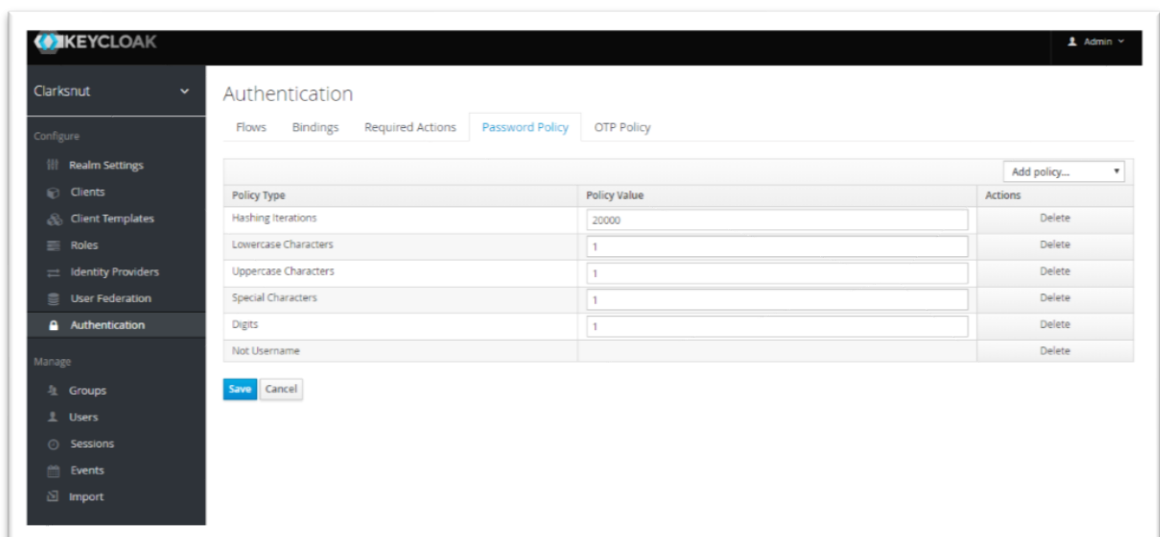 KEYCLOAK
Admin
Clarksnut
Configure
Realm Settings
Clients
Client Templates
Roles
Identity Providers
User Federation
Authentication
Manage
Groups
Users
Sessions
Events
Import
Authentication
Flows Bindings Required Actions Password Policy OTP Policy
Add policy...
Policy Type Policy Value Actions
Hashing Iterations 20000 Delete
Lowercase Characters 1 Delete
Uppercase Characters 1 Delete
Special Characters 1 Delete
Digits 1 Delete
Not Username Delete
Save Cancel